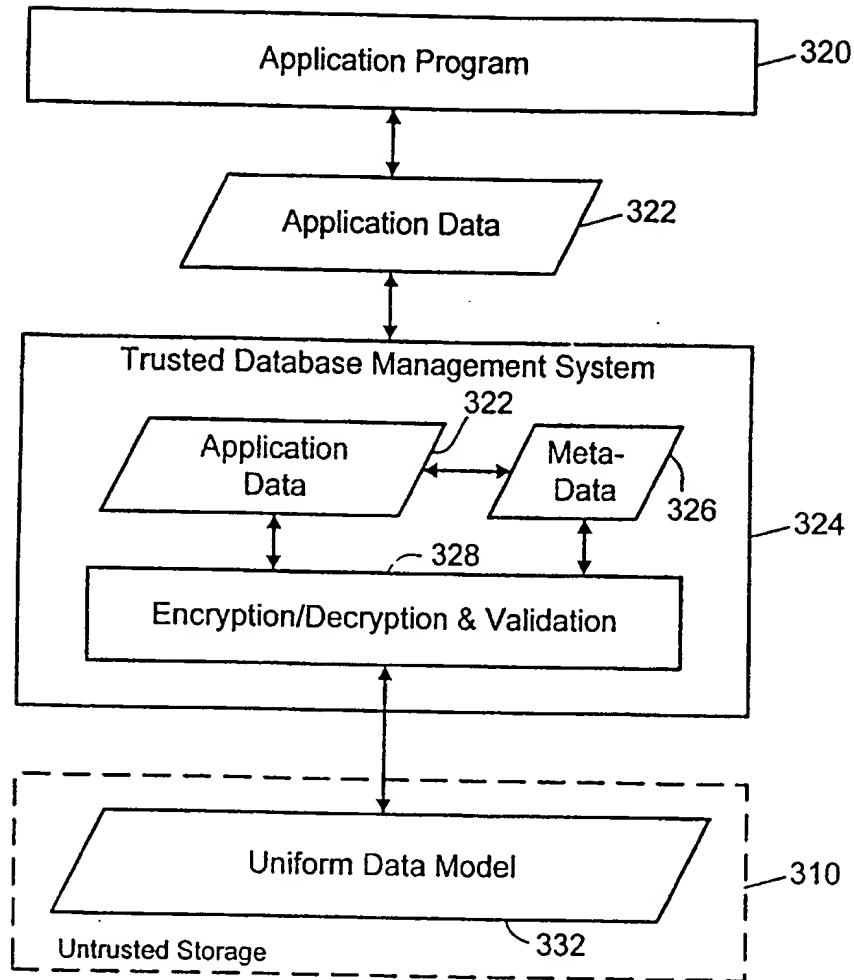 Application Program
320
Application Data
322
Trusted Database Management System
322
Application
Data
Meta-
Data
326
324
328
Encryption/Decryption & Validation
Uniform Data Model
310
332
Untrusted Storage